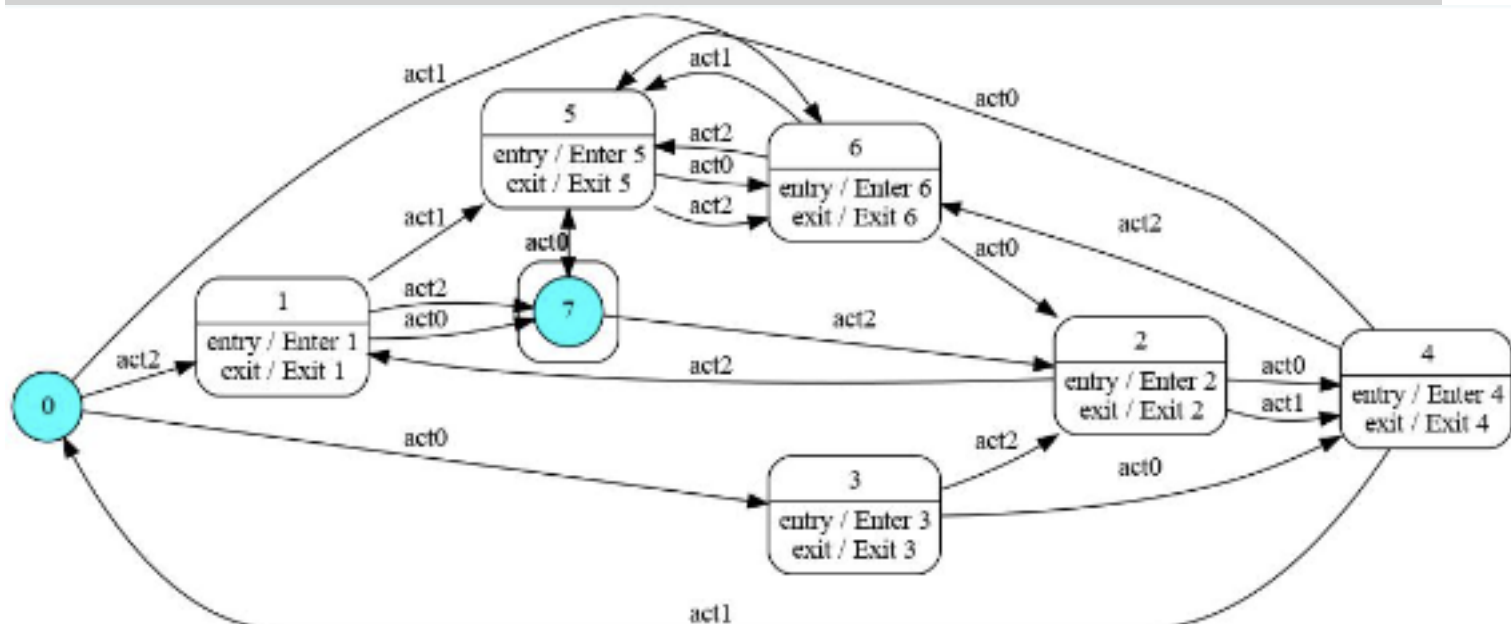 act1
act1
act0
5
entry / Enter 5
exit / Exit 5
act2
act0
act2
6
entry / Enter 6
exit / Exit 6
act1
act2
act0
act0
1
entry / Enter 1
exit / Exit 1
act2
act0
7
act2
2
entry / Enter 2
exit / Exit 2
act0
act1
4
entry / Enter 4
exit / Exit 4
act2
act2
0
act0
act2
act0
3
entry / Enter 3
exit / Exit 3
act1